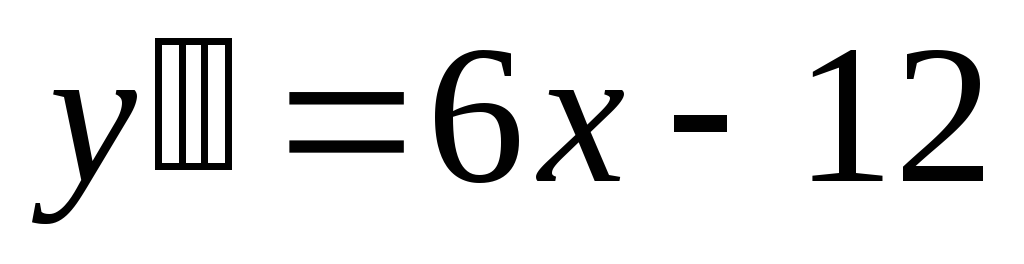 y▯▯▯ = 6x - 12